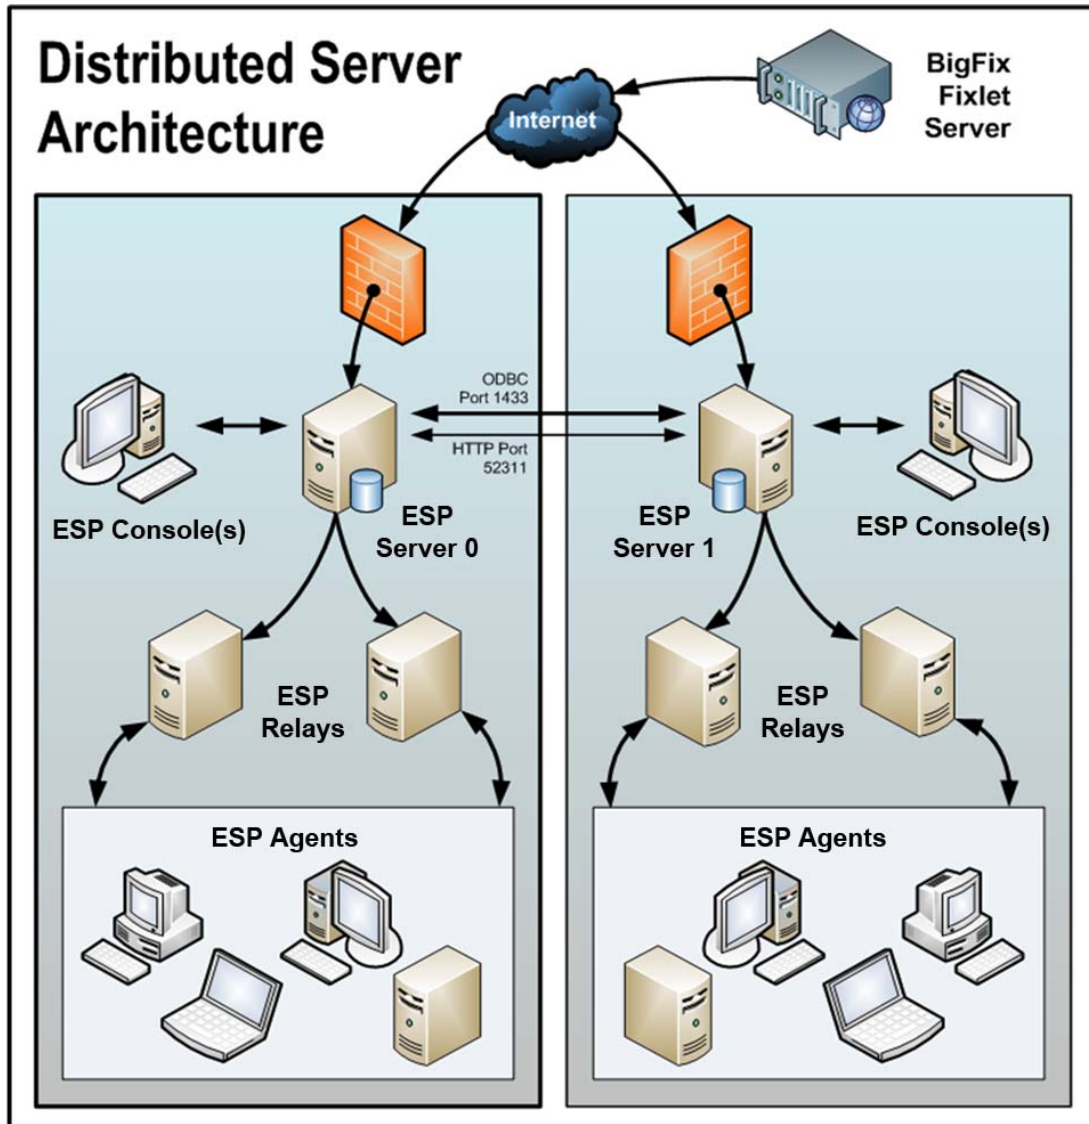 Distributed Server
Architecture
Internet
BigFix
Fixlet
Server
ODBC
Port 1433
HTTP Port
52311
ESP Console(s)
ESP
Server 0
ESP
Server 1
ESP Console(s)
ESP
Relays
ESP
Relays
ESP Agents
ESP Agents